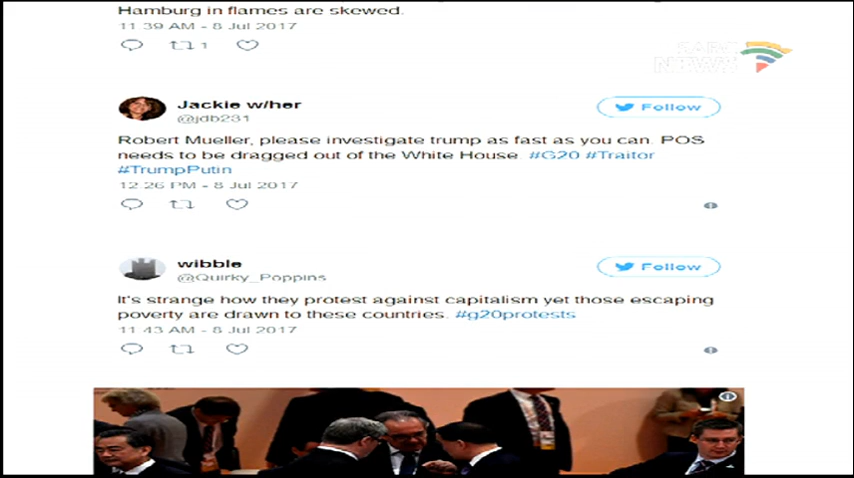 Hamburg in flames are skewed.
11:39 AM - 8 Jul 2017
1
SABC
NEWS
Jackie w/her
@jdb231
Follow
Robert Mueller, please investigate trump as fast as you can. POS
needs to be dragged out of the White House. #G20 #Traitor
#TrumpPutin
12:26 PM - 8 Jul 2017
wibble
@Quirky_Poppins
Follow
It's strange how they protest against capitalism yet those escaping
poverty are drawn to these countries. #g20protests
11:43 AM - 8 Jul 2017